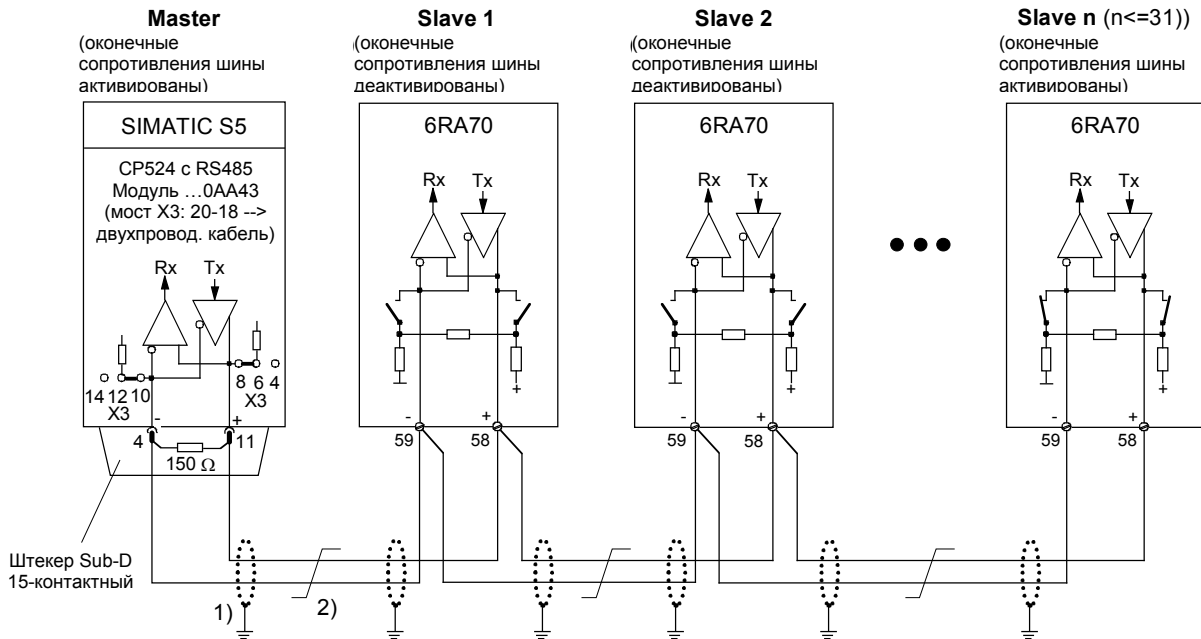 Master
(оконечные
сопротивления шины
активированы)
Slave 1
(оконечные
сопротивления шины
деактивированы)
Slave 2
(оконечные
сопротивления шины
деактивированы)
Slave n (n<=31))
(оконечные
сопротивления шины
активированы)
SIMATIC S5
CP524 с RS485
Модуль ...0AA43
(мост X3: 20-18 -->
двухпровод. кабель)
Rx Tx
14 12 10
X3
8 6 4
X3
- +
4 11
150 Ω
6RA70
Rx Tx
+
- +
59 58
6RA70
Rx Tx
+
- +
59 58
6RA70
Rx Tx
+
- +
59 58
Штекер Sub-D
15-контактный
1) 2)